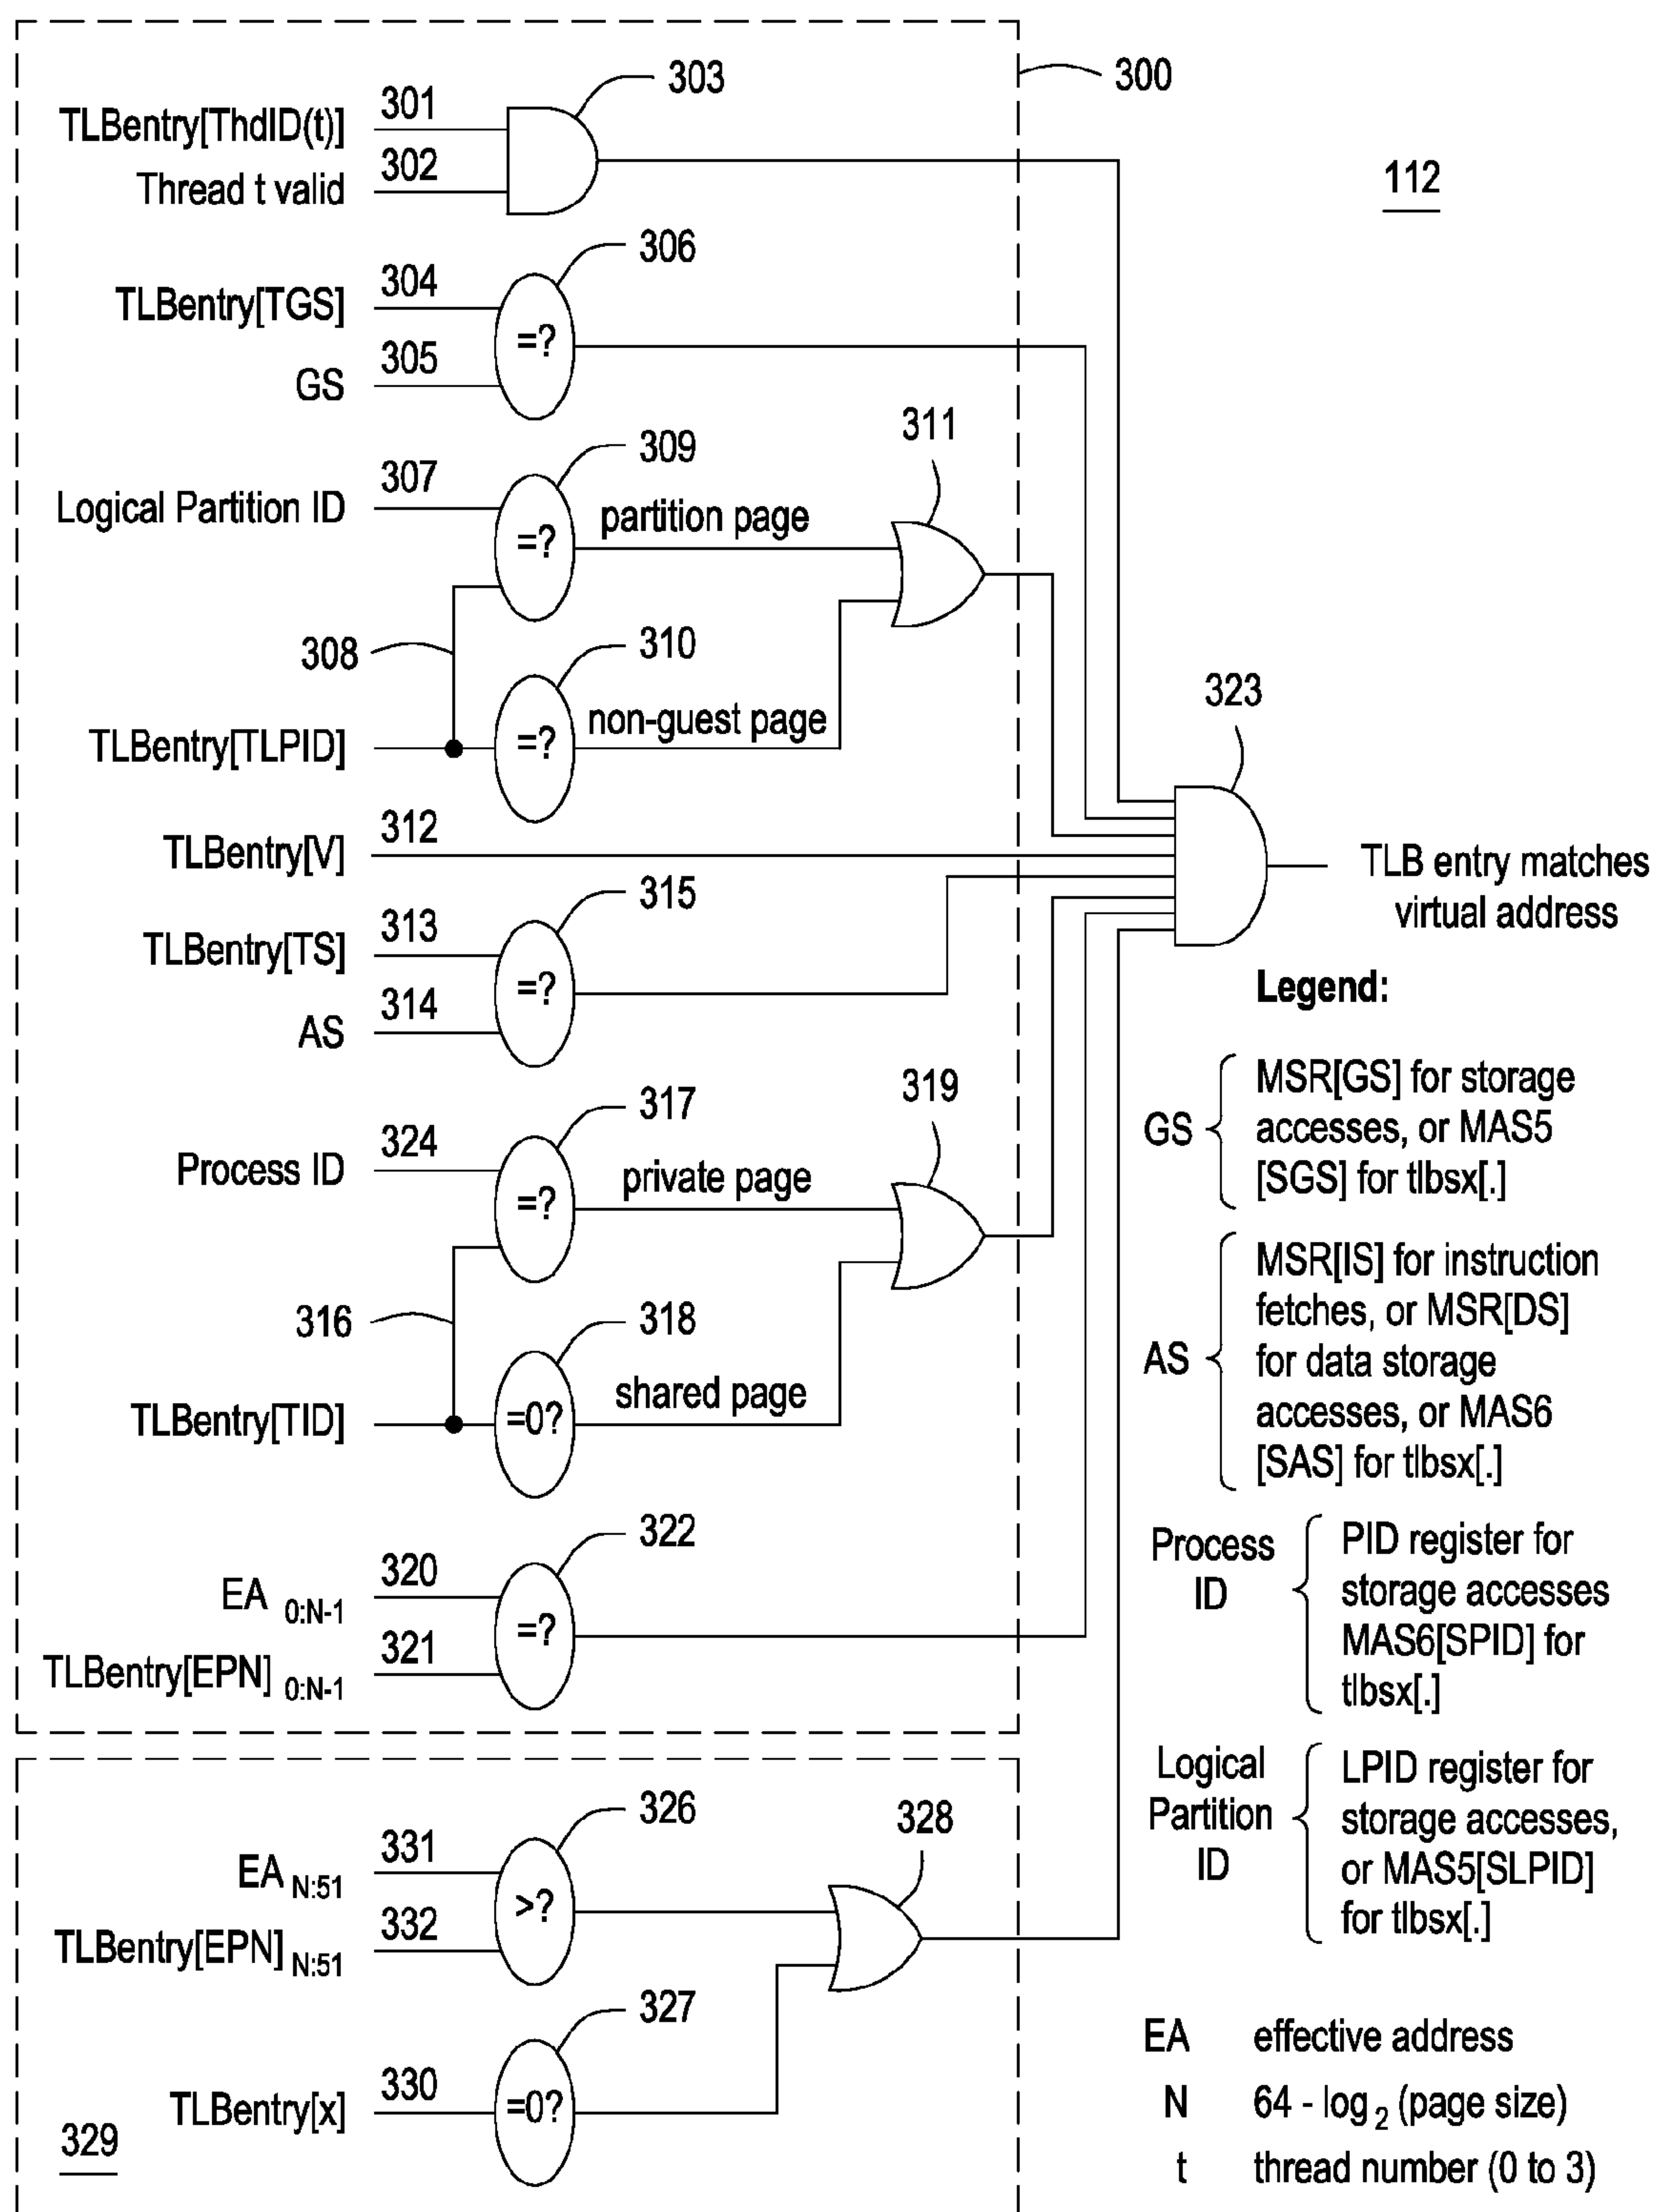 300
303
TLBentry[ThdID(t)] 301
Thread t valid 302
112
306
TLBentry[TGS] 304
=?
GS 305
309
311
Logical Partition ID 307
partition page
=?
308
310
non-guest page
TLBentry[TLPID]
=?
323
TLBentry[V] 312
TLB entry matches
virtual address
315
TLBentry[TS] 313
=?
AS 314
317
319
Process ID 324
private page
=?
316
318
shared page
TLBentry[TID]
=0?
322
EA 0:N-1 320
=?
TLBentry[EPN] 0:N-1 321
326
328
EA N:51 331
>?
TLBentry[EPN] N:51 332
327
TLBentry[x] 330
=0?
329
Legend:
GS
MSR[GS] for storage
accesses, or MAS5
[SGS] for tlbsx[.]
AS
MSR[IS] for instruction
fetches, or MSR[DS]
for data storage
accesses, or MAS6
[SAS] for tlbsx[.]
Process
ID
PID register for
storage accesses
MAS6[SPID] for
tlbsx[.]
Logical
Partition
ID
LPID register for
storage accesses,
or MAS5[SLPID]
for tlbsx[.]
EA effective address
N 64 - log 2 (page size)
t thread number (0 to 3)